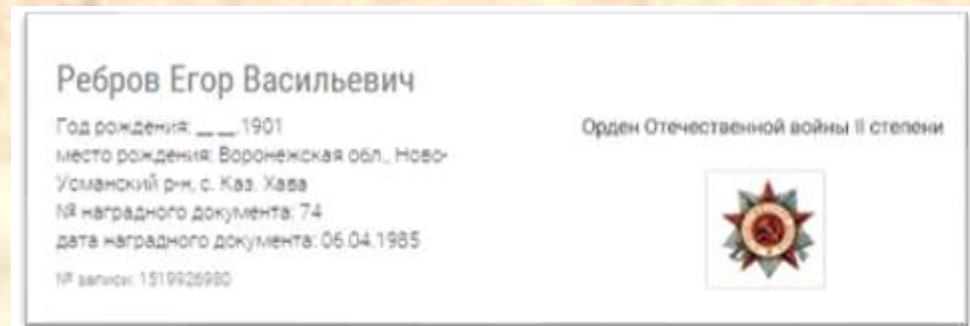 Ребров Егор Васильевич
Год рождения: __.__.1901
место рождения: Воронежская обл., Ново-
Усманский р-н, с. Каз. Хава
№ наградного документа: 74
дата наградного документа: 06.04.1985
№ записи: 1519926980
Орден Отечественной войны II степени